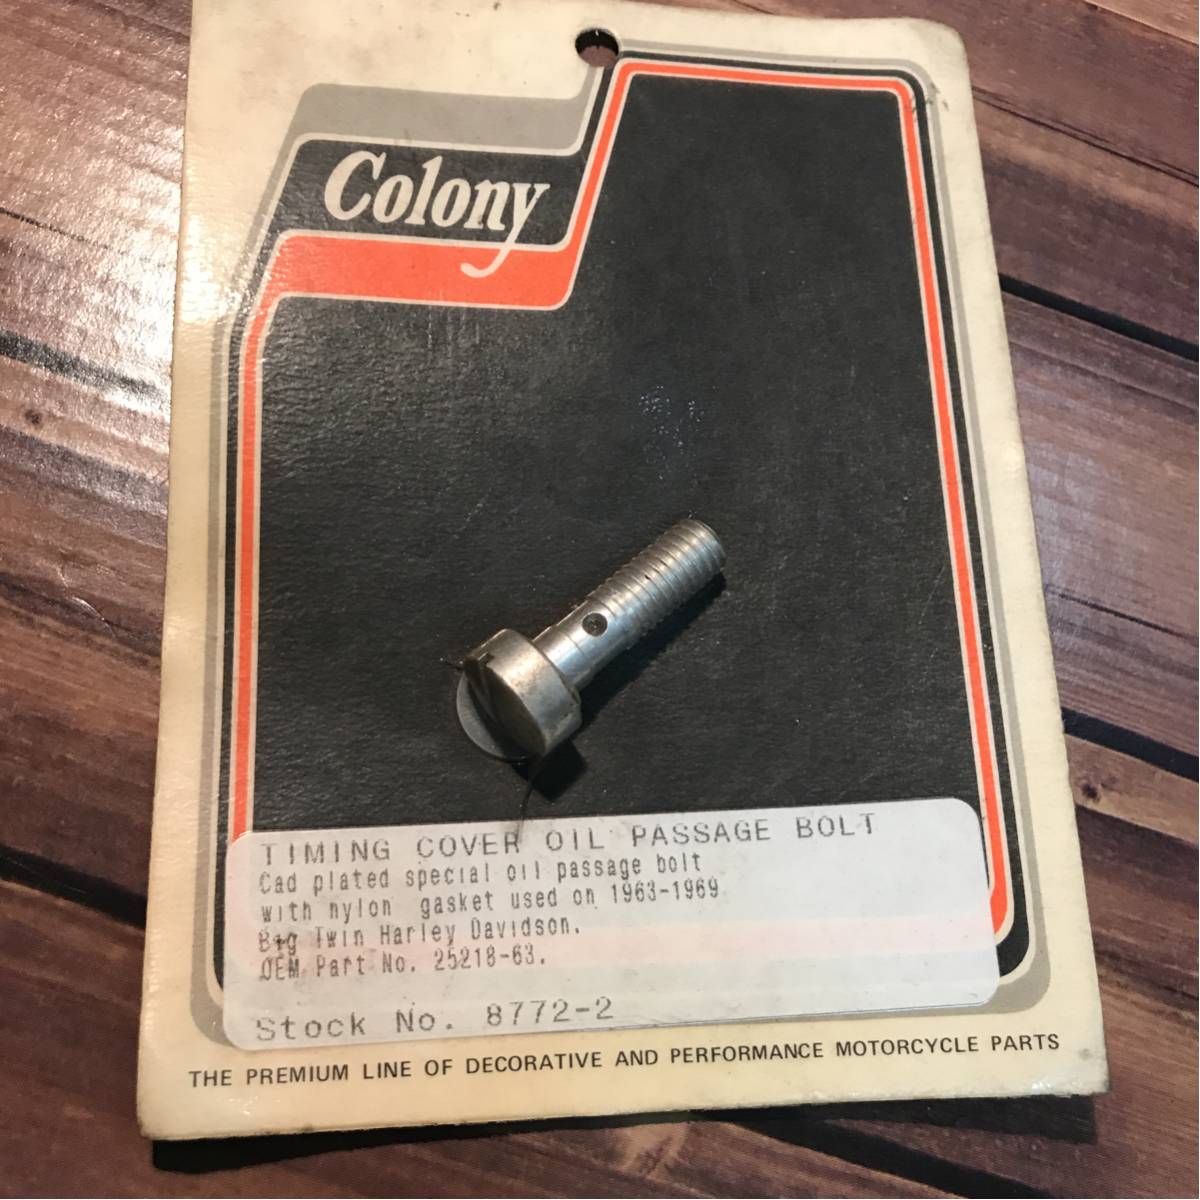 Colony
TIMING COVER OIL PASSAGE BOLT
Cad plated special oil passage bolt
with nylon gasket used on 1963-1969
Big Twin Harley Davidson.
OEM Part No. 25218-63.
Stock No. 8772-2
THE PREMIUM LINE OF DECORATIVE AND PERFORMANCE MOTORCYCLE PARTS